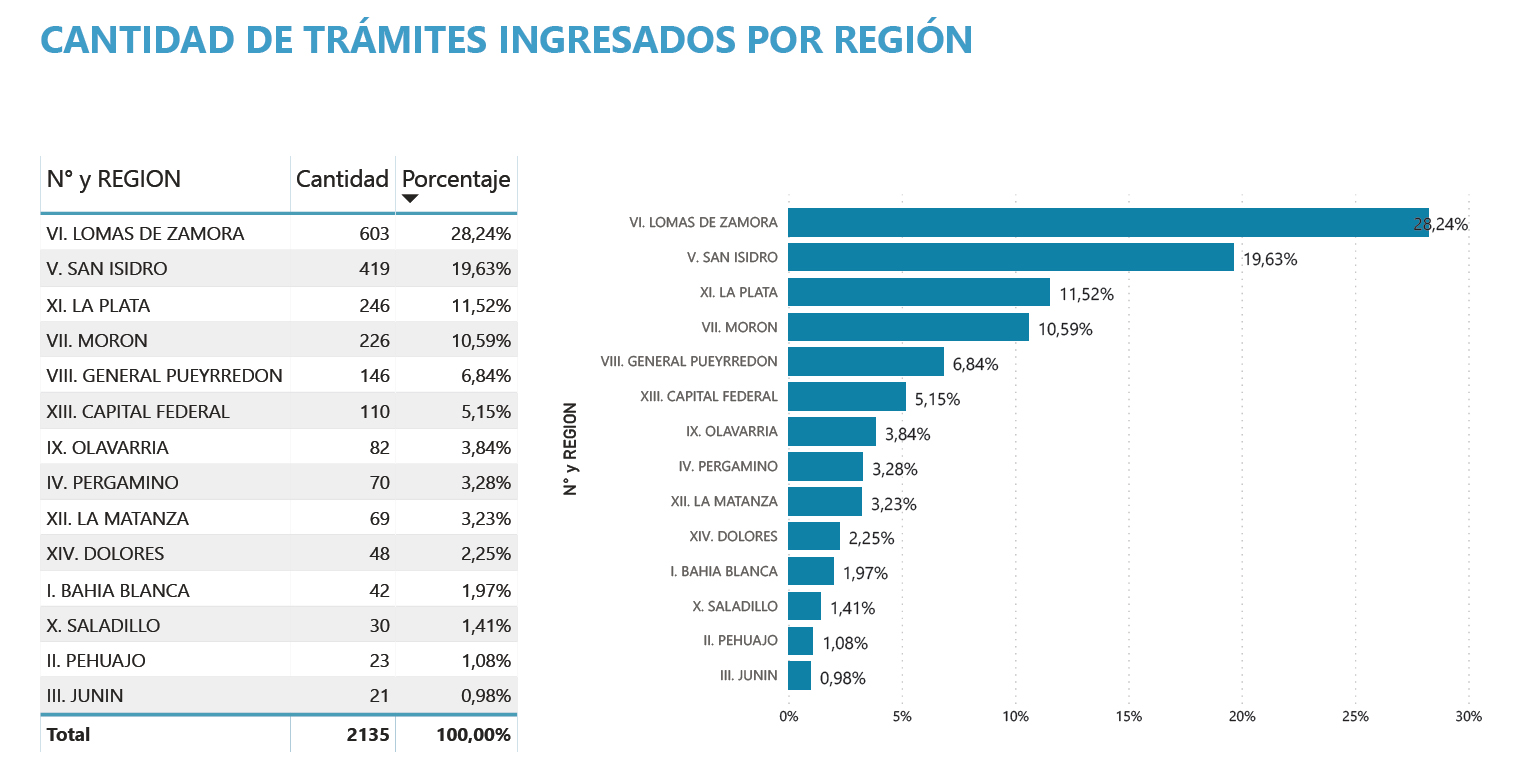 CANTIDAD DE TRÁMITES INGRESADOS POR REGIÓN
N° y REGION Cantidad Porcentaje
VI. LOMAS DE ZAMORA 603 28,24%
V. SAN ISIDRO 419 19,63%
XI. LA PLATA 246 11,52%
VII. MORON 226 10,59%
VIII. GENERAL PUEYRREDON 146 6,84%
XIII. CAPITAL FEDERAL 110 5,15%
IX. OLAVARRIA 82 3,84%
IV. PERGAMINO 70 3,28%
XII. LA MATANZA 69 3,23%
XIV. DOLORES 48 2,25%
I. BAHIA BLANCA 42 1,97%
X. SALADILLO 30 1,41%
II. PEHUAJO 23 1,08%
III. JUNIN 21 0,98%
Total 2135 100,00%
N° y REGION
VI. LOMAS DE ZAMORA 28,24%
V. SAN ISIDRO 19,63%
XI. LA PLATA 11,52%
VII. MORON 10,59%
VIII. GENERAL PUEYRREDON 6,84%
XIII. CAPITAL FEDERAL 5,15%
IX. OLAVARRIA 3,84%
IV. PERGAMINO 3,28%
XII. LA MATANZA 3,23%
XIV. DOLORES 2,25%
I. BAHIA BLANCA 1,97%
X. SALADILLO 1,41%
II. PEHUAJO 1,08%
III. JUNIN 0,98%
0% 5% 10% 15% 20% 25% 30%